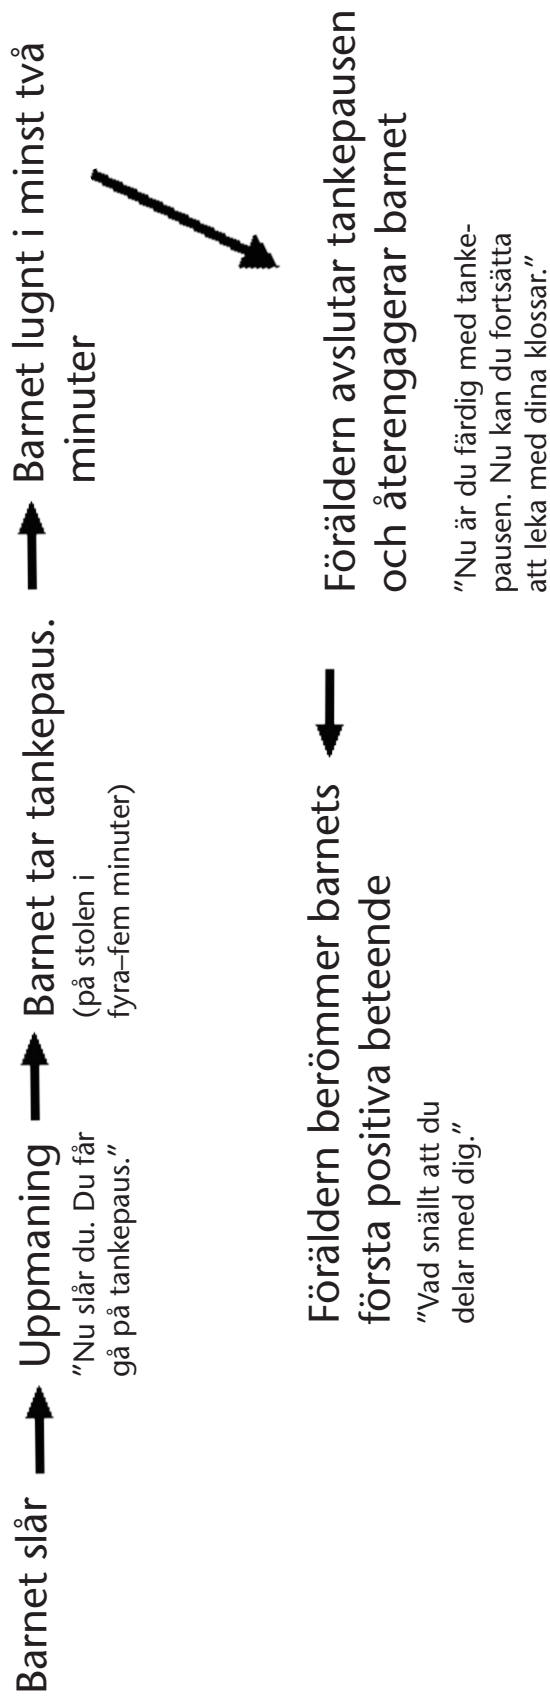 Barnet slår
Uppmaning
”Nu slår du. Du får
gå på tankepaus.”
Barnet tar tankepaus.
(på stolen i
fyra–fem minuter)
Barnet lugnt i minst två
minuter
Föräldern avslutar tankepausen
och återengagerar barnet
”Nu är du färdig med tanke-
pausen. Nu kan du fortsätta
att leka med dina klossar.”
Föräldern berömmer barnets
första positiva beteende
”Vad snällt att du
delar med dig.”